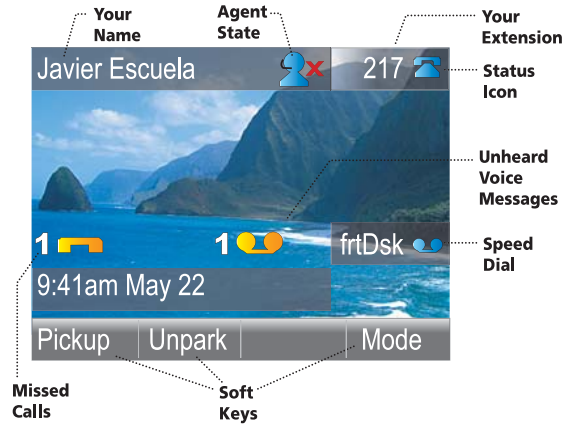 Your Name
Agent State
Your Extension
Javier Escuela
217
Status Icon
Unheard Voice Messages
1
1
frtDsk
Speed Dial
9:41am May 22
Pickup
Unpark
Mode
Missed Calls
Soft Keys